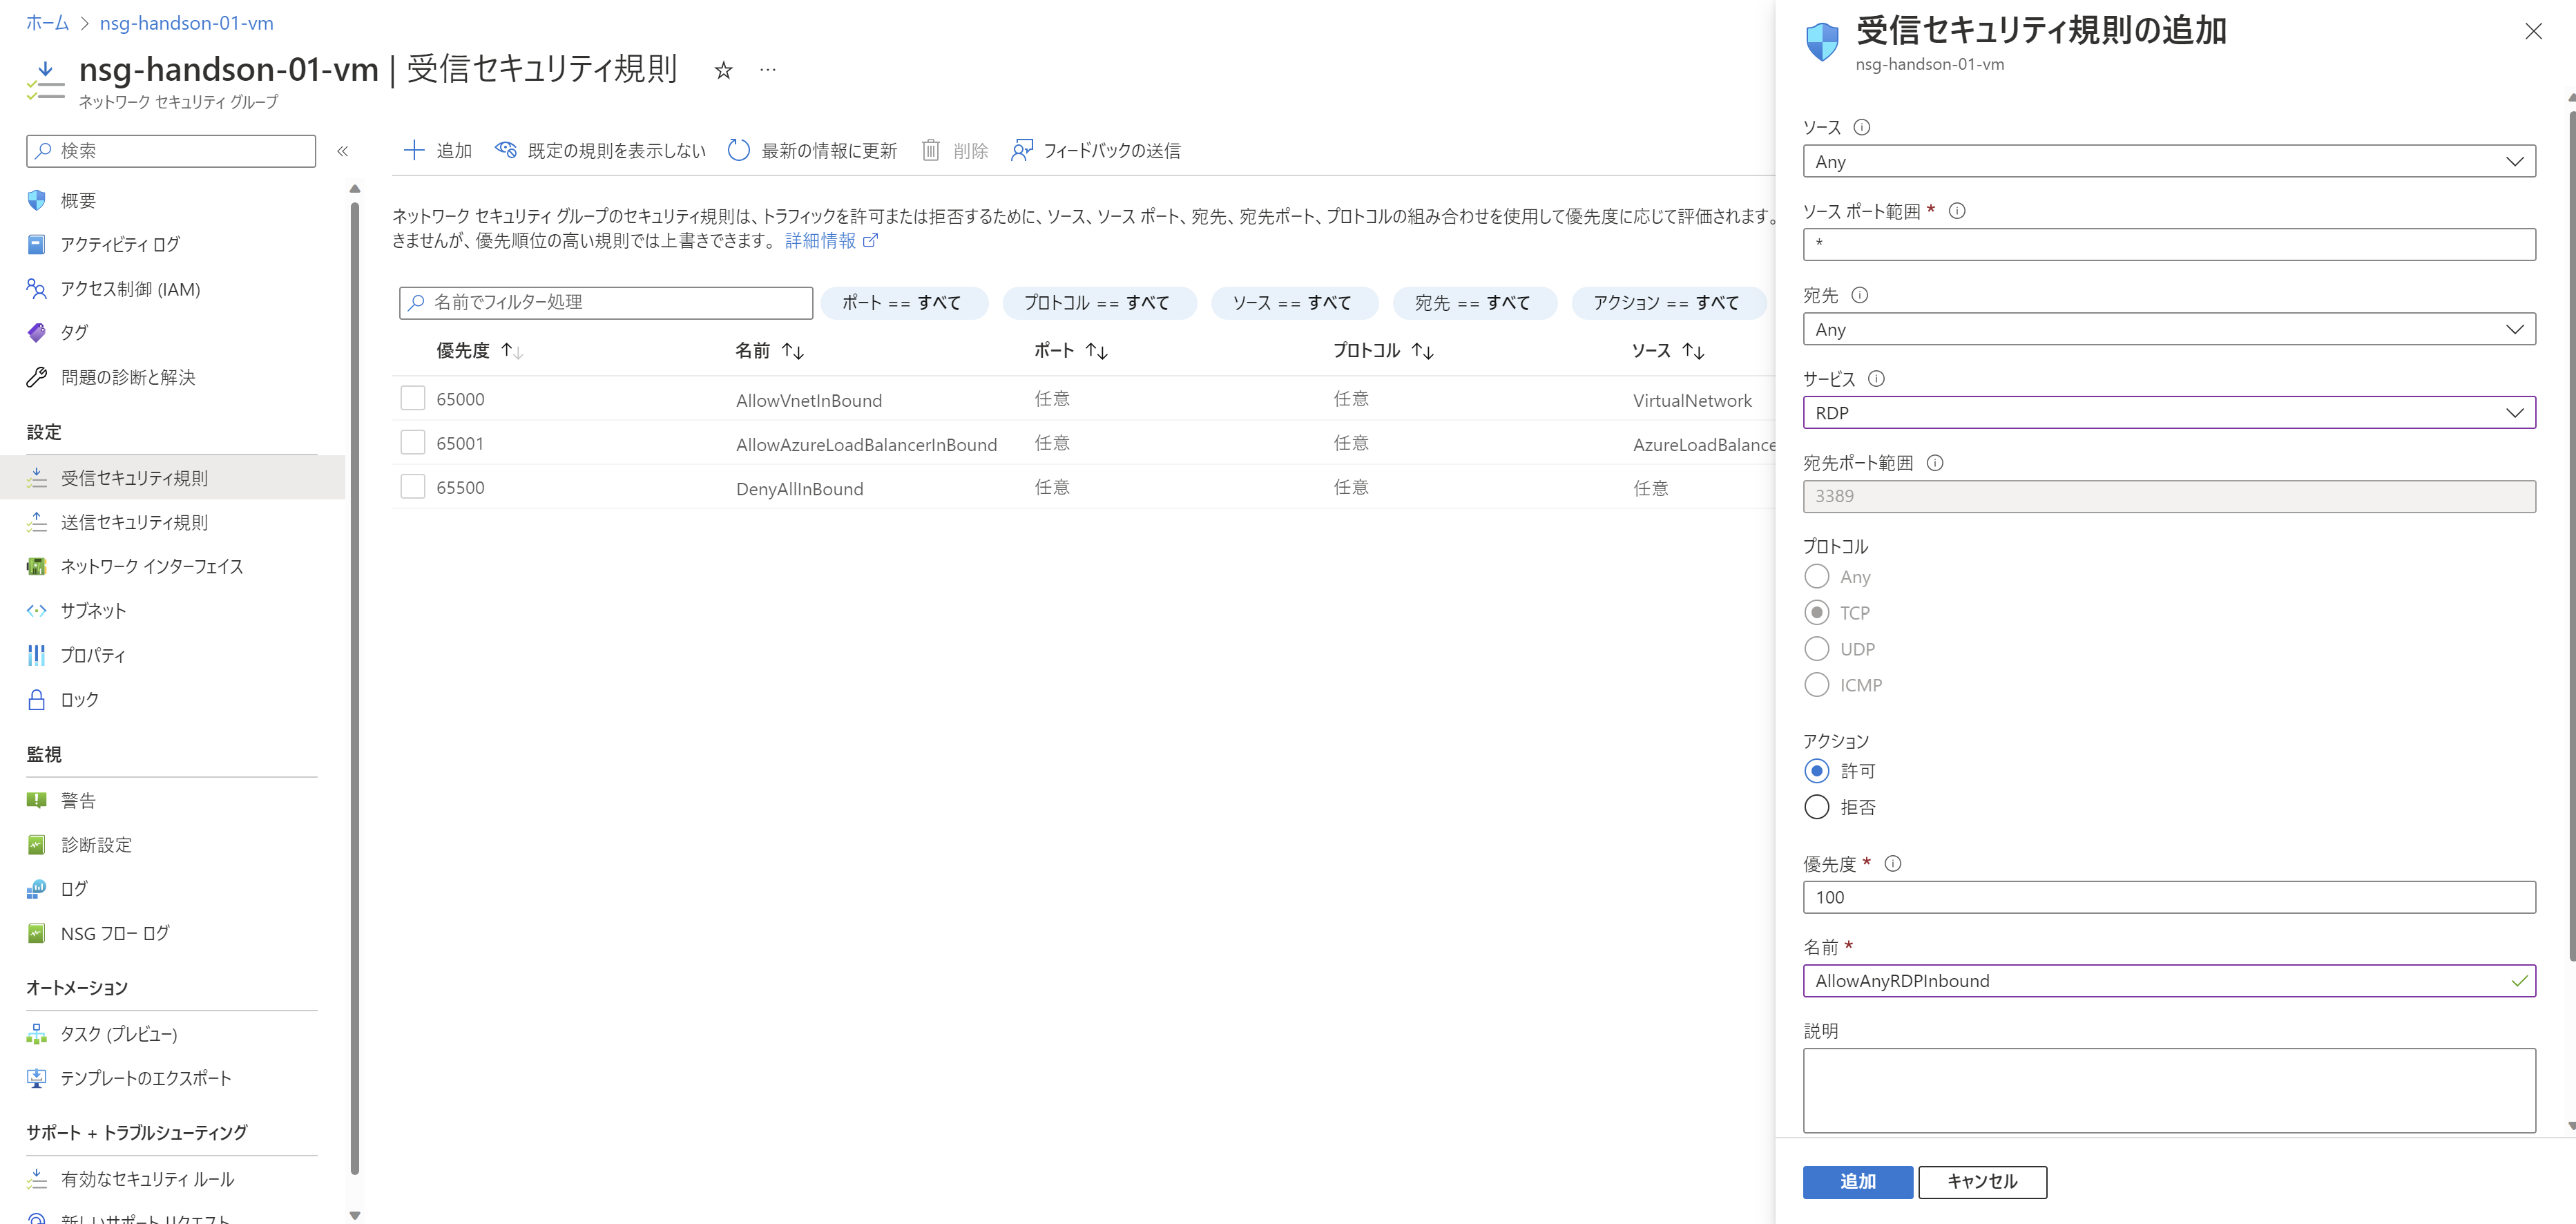 ホーム > nsg-handson-01-vm
nsg-handson-01-vm | 受信セキュリティ規則 ☆ …
ネットワーク セキュリティ グループ
検索
«
概要
アクティビティ ログ
アクセス制御 (IAM)
タグ
問題の診断と解決
設定
受信セキュリティ規則
送信セキュリティ規則
ネットワーク インターフェイス
サブネット
プロパティ
ロック
監視
警告
診断設定
ログ
NSG フロー ログ
オートメーション
タスク (プレビュー)
テンプレートのエクスポート
サポート + トラブルシューティング
有効なセキュリティ ルール
新しいサポート リクエスト
追加 既定の規則を表示しない 最新の情報に更新 削除 フィードバックの送信
ネットワーク セキュリティ グループのセキュリティ規則は、トラフィックを許可または拒否するために、ソース、ソース ポート、宛先、宛先ポート、プロトコルの組み合わせを使用して優先度に応じて評価されます。
きませんが、優先順位の高い規則では上書きできます。 詳細情報
名前でフィルター処理 ポート == すべて プロトコル == すべて ソース == すべて 宛先 == すべて アクション == すべて
優先度 ↑↓ 名前 ↑↓ ポート ↑↓ プロトコル ↑↓ ソース ↑↓
65000 AllowVnetInBound 任意 任意 VirtualNetwork
65001 AllowAzureLoadBalancerInBound 任意 任意 AzureLoadBalance
65500 DenyAllInBound 任意 任意 任意
受信セキュリティ規則の追加
nsg-handson-01-vm
ソース
Any
ソース ポート範囲 *
*
宛先
Any
サービス
RDP
宛先ポート範囲
3389
プロトコル
Any
TCP
UDP
ICMP
アクション
許可
拒否
優先度 *
100
名前 *
AllowAnyRDPInbound
説明
追加 キャンセル